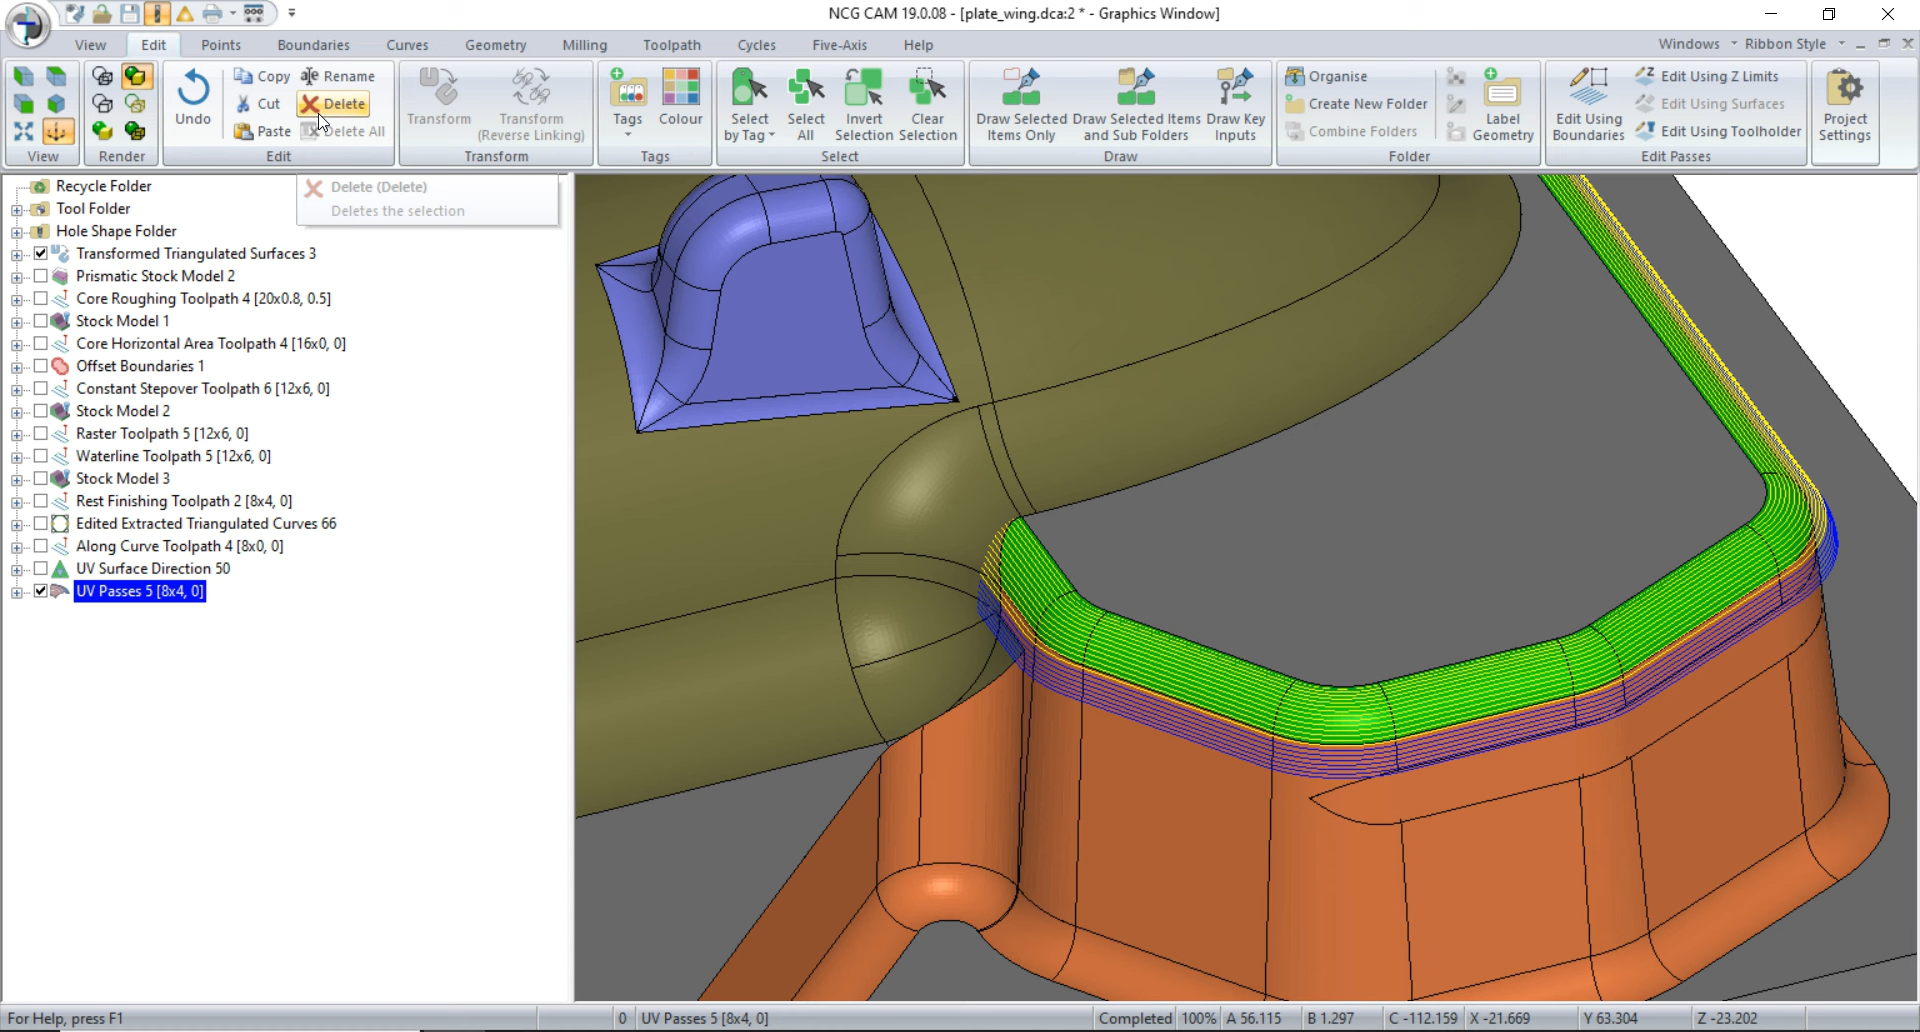 NCG CAM 19.0.08 - [plate_wing.dca:2 * - Graphics Window]
View Edit Points Boundaries Curves Geometry Milling Toolpath Cycles Five-Axis Help Windows Ribbon Style
Undo
Copy
Cut
Paste
Rename
Delete
Delete All
Transform
Transform
(Reverse Linking)
Tags
Colour
Select
by Tag
Select
All
Invert
Selection
Clear
Selection
Draw Selected
Items Only
Draw Selected Items
and Sub Folders
Draw Key
Inputs
Organise
Create New Folder
Combine Folders
Label
Geometry
Edit Using
Boundaries
Edit Using Z Limits
Edit Using Surfaces
Edit Using Toolholder
Project
Settings
View Render Edit Transform Tags Select Draw Folder Edit Passes
Delete (Delete)
Deletes the selection
Recycle Folder
Tool Folder
Hole Shape Folder
Transformed Triangulated Surfaces 3
Prismatic Stock Model 2
Core Roughing Toolpath 4 [20x0.8, 0.5]
Stock Model 1
Core Horizontal Area Toolpath 4 [16x0, 0]
Offset Boundaries 1
Constant Stepover Toolpath 6 [12x6, 0]
Stock Model 2
Raster Toolpath 5 [12x6, 0]
Waterline Toolpath 5 [12x6, 0]
Stock Model 3
Rest Finishing Toolpath 2 [8x4, 0]
Edited Extracted Triangulated Curves 66
Along Curve Toolpath 4 [8x0, 0]
UV Surface Direction 50
UV Passes 5 [8x4, 0]
For Help, press F1 0 UV Passes 5 [8x4, 0] Completed 100% A 56.115 B 1.297 C -112.159 X -21.669 Y 63.304 Z -23.202